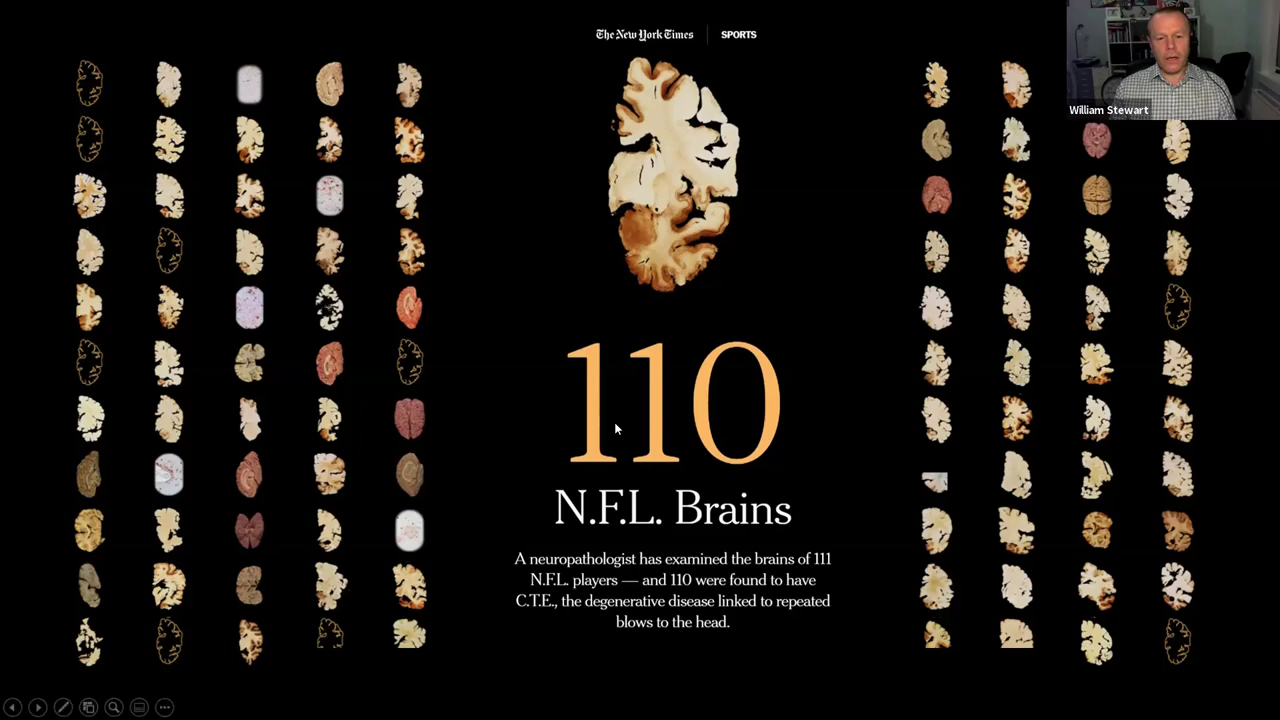 The New York Times
SPORTS
William Stewart
110
N.F.L. Brains
A neuropathologist has examined the brains of 111
N.F.L. players — and 110 were found to have
C.T.E., the degenerative disease linked to repeated
blows to the head.